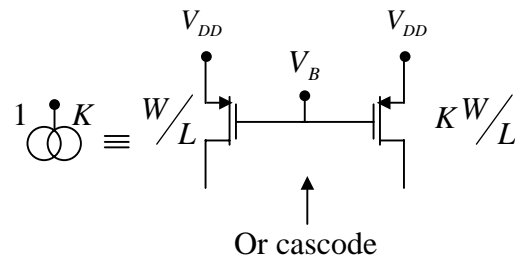 V_DD
V_DD
V_B
1
K
≡
W/L
K W/L
Or cascode